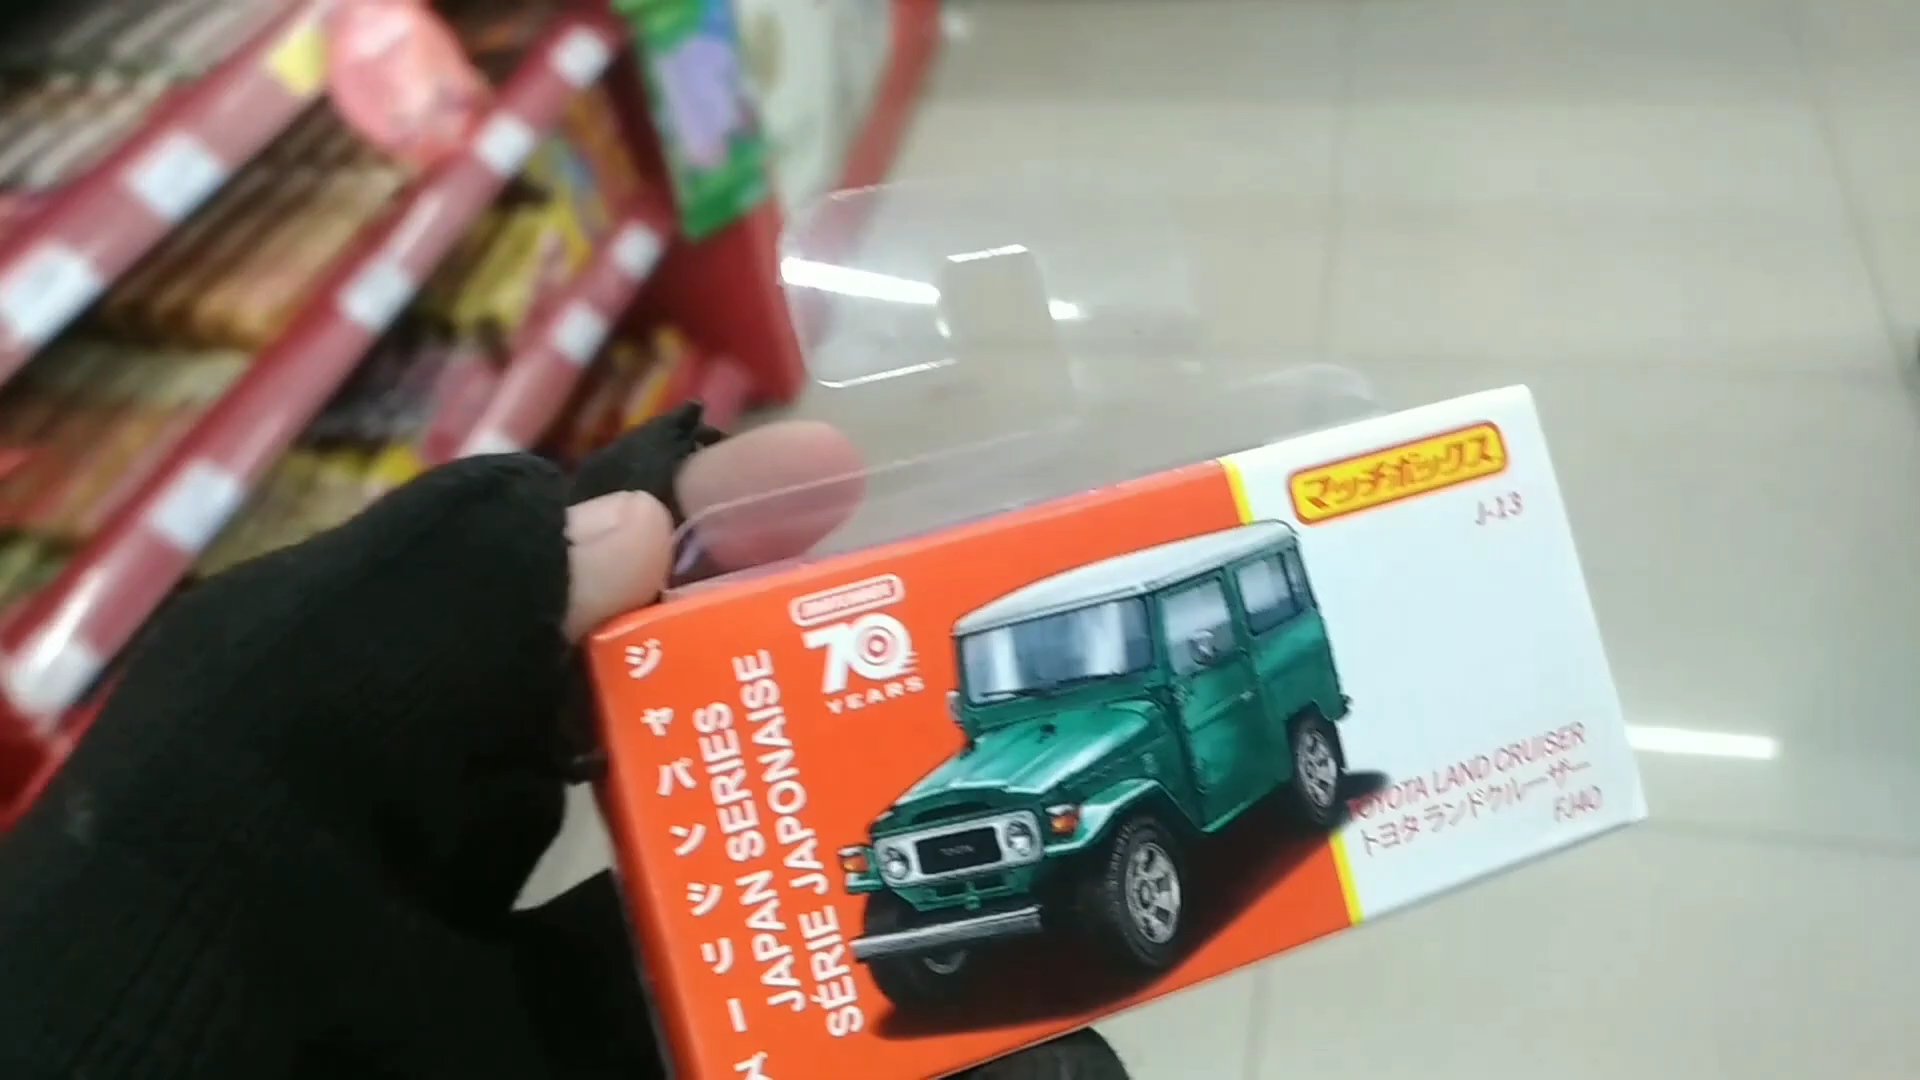 マッチボックス
J-13
MATCHBOX
70
YEARS
ジャパンシリーズ
JAPAN SERIES
SÉRIE JAPONAISE
TOYOTA LAND CRUISER
トヨタ ランドクルーザー
FJ40